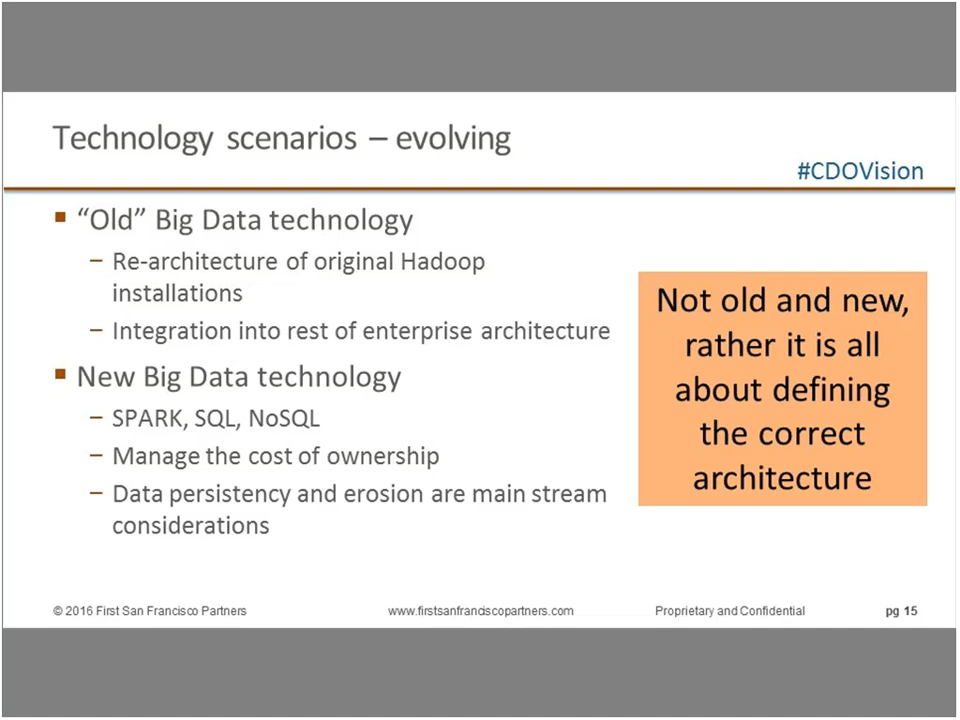 Technology scenarios – evolving
#CDOVision
▪ “Old” Big Data technology
– Re-architecture of original Hadoop
installations
– Integration into rest of enterprise architecture
▪ New Big Data technology
– SPARK, SQL, NoSQL
– Manage the cost of ownership
– Data persistency and erosion are main stream
considerations
Not old and new,
rather it is all
about defining
the correct
architecture
© 2016 First San Francisco Partners
www.firstsanfranciscopartners.com
Proprietary and Confidential
pg 15